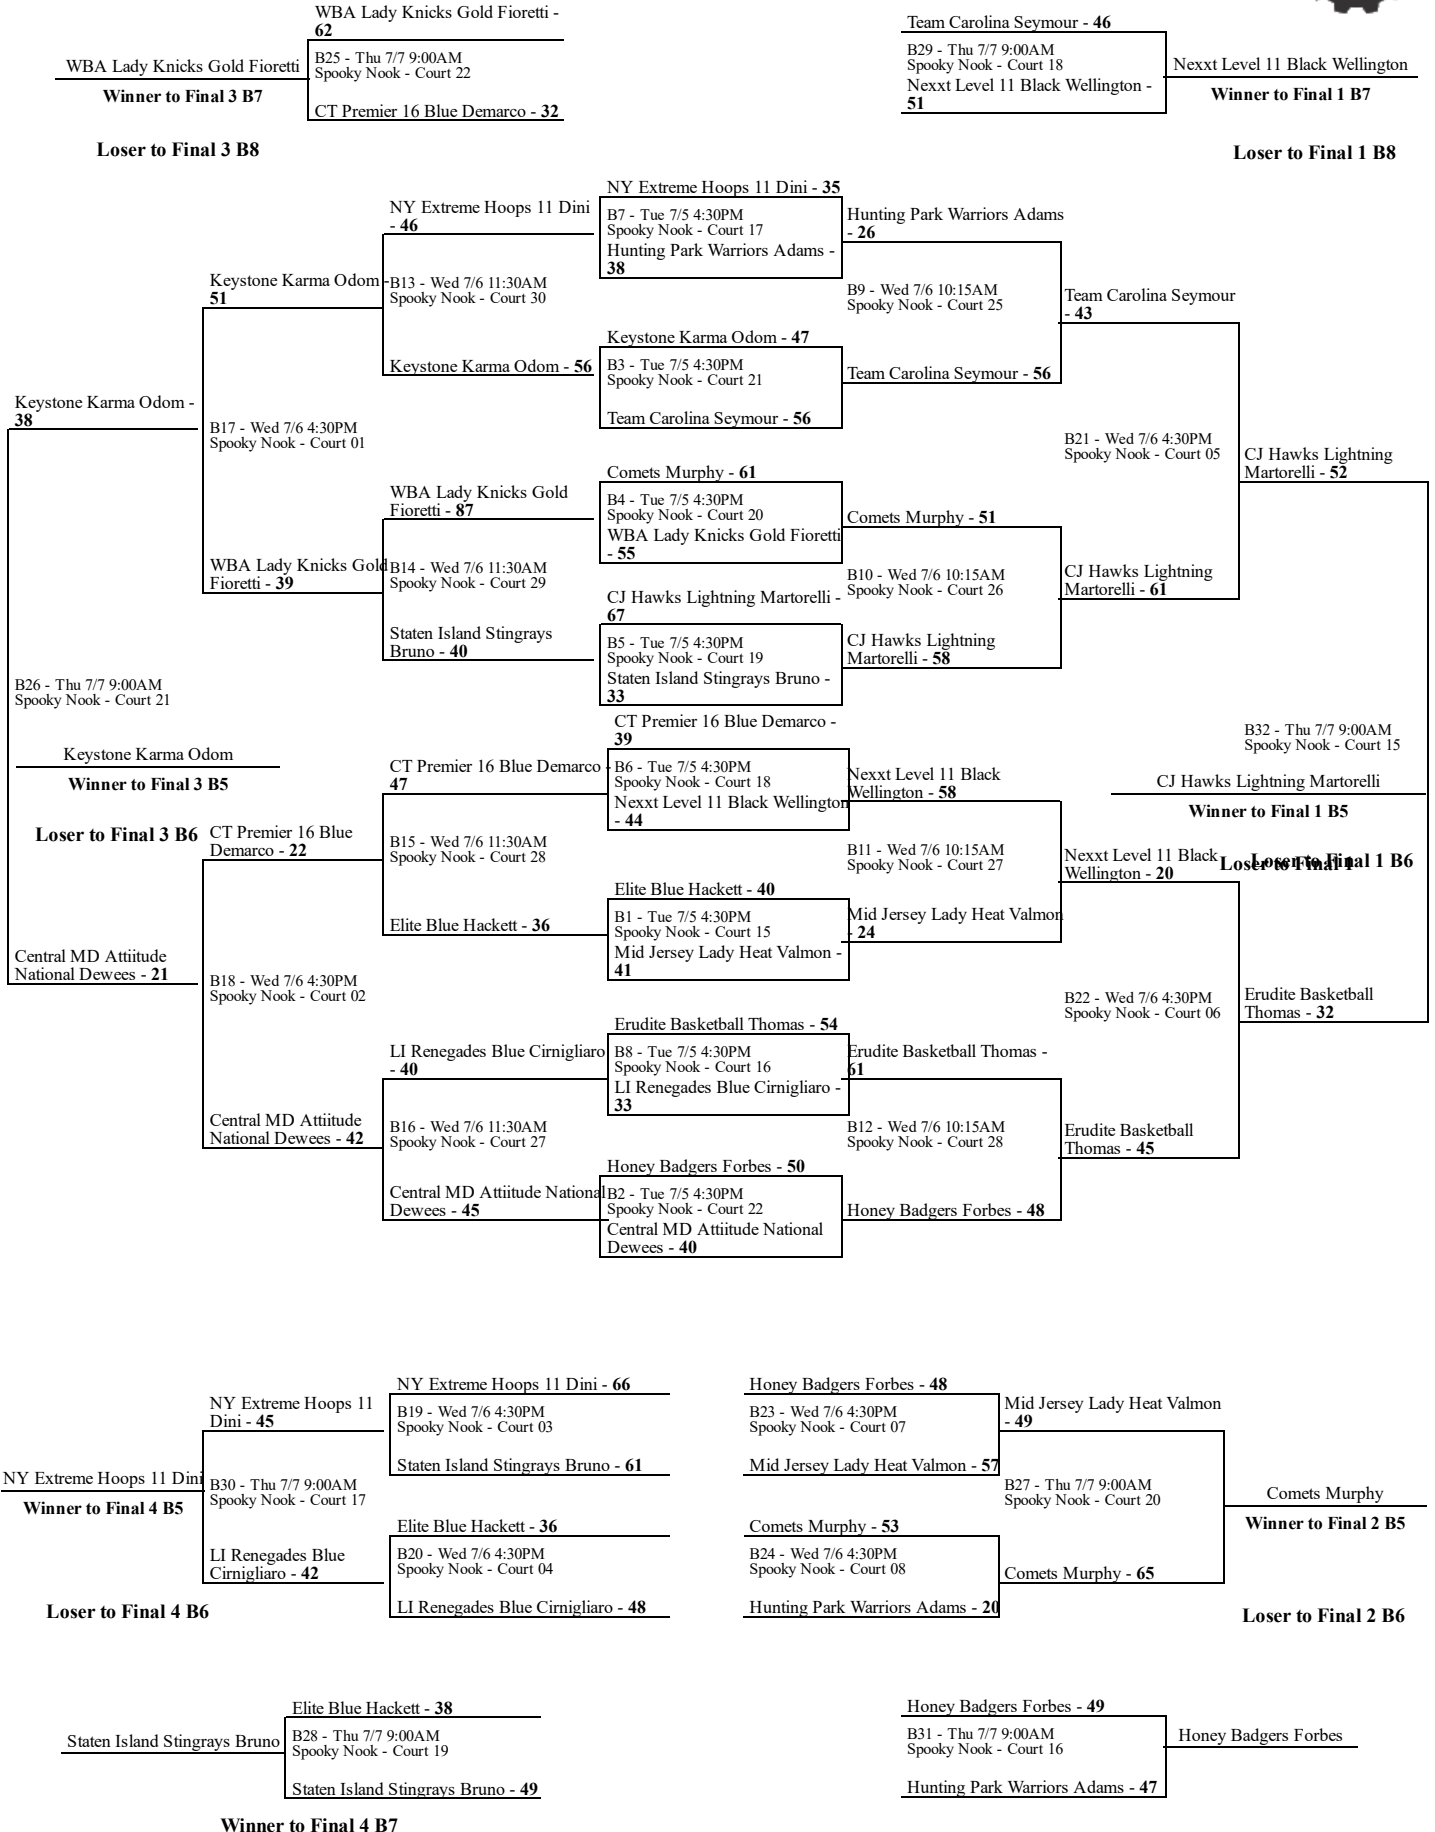 WBA Lady Knicks Gold Fioretti -
62
B25 - Thu 7/7 9:00AM
Spooky Nook - Court 22
WBA Lady Knicks Gold Fioretti
Winner to Final 3 B7
CT Premier 16 Blue Demarco - 32
Loser to Final 3 B8
Team Carolina Seymour - 46
B29 - Thu 7/7 9:00AM
Spooky Nook - Court 18
Nexxt Level 11 Black Wellington -
51
Nexxt Level 11 Black Wellington
Winner to Final 1 B7
Loser to Final 1 B8
NY Extreme Hoops 11 Dini - 35
B7 - Tue 7/5 4:30PM
Spooky Nook - Court 17
Hunting Park Warriors Adams -
38
Keystone Karma Odom - 47
B3 - Tue 7/5 4:30PM
Spooky Nook - Court 21
Team Carolina Seymour - 56
Comets Murphy - 61
B4 - Tue 7/5 4:30PM
Spooky Nook - Court 20
WBA Lady Knicks Gold Fioretti
- 55
CJ Hawks Lightning Martorelli -
67
B5 - Tue 7/5 4:30PM
Spooky Nook - Court 19
Staten Island Stingrays Bruno -
33
CT Premier 16 Blue Demarco -
39
B6 - Tue 7/5 4:30PM
Spooky Nook - Court 18
Nexxt Level 11 Black Wellington
- 44
Elite Blue Hackett - 40
B1 - Tue 7/5 4:30PM
Spooky Nook - Court 15
Mid Jersey Lady Heat Valmon -
41
Erudite Basketball Thomas - 54
B8 - Tue 7/5 4:30PM
Spooky Nook - Court 16
LI Renegades Blue Cirnigliaro -
33
Honey Badgers Forbes - 50
B2 - Tue 7/5 4:30PM
Spooky Nook - Court 22
Central MD Attiitude National
Dewees - 40
NY Extreme Hoops 11 Dini
- 46
B13 - Wed 7/6 11:30AM
Spooky Nook - Court 30
Keystone Karma Odom - 56
WBA Lady Knicks Gold
Fioretti - 87
B14 - Wed 7/6 11:30AM
Spooky Nook - Court 29
Staten Island Stingrays
Bruno - 40
CT Premier 16 Blue Demarco -
47
B15 - Wed 7/6 11:30AM
Spooky Nook - Court 28
Elite Blue Hackett - 36
LI Renegades Blue Cirnigliaro
- 40
B16 - Wed 7/6 11:30AM
Spooky Nook - Court 27
Central MD Attiitude National
Dewees - 45
Keystone Karma Odom -
51
B17 - Wed 7/6 4:30PM
Spooky Nook - Court 01
WBA Lady Knicks Gold
Fioretti - 39
CT Premier 16 Blue
Demarco - 22
B18 - Wed 7/6 4:30PM
Spooky Nook - Court 02
Central MD Attiitude
National Dewees - 42
Keystone Karma Odom -
38
B26 - Thu 7/7 9:00AM
Spooky Nook - Court 21
Keystone Karma Odom
Winner to Final 3 B5
Loser to Final 3 B6
Central MD Attiitude
National Dewees - 21
Hunting Park Warriors Adams
- 26
B9 - Wed 7/6 10:15AM
Spooky Nook - Court 25
Team Carolina Seymour - 56
Comets Murphy - 51
B10 - Wed 7/6 10:15AM
Spooky Nook - Court 26
CJ Hawks Lightning
Martorelli - 58
Nexxt Level 11 Black
Wellington - 58
B11 - Wed 7/6 10:15AM
Spooky Nook - Court 27
Mid Jersey Lady Heat Valmon
- 24
Erudite Basketball Thomas -
61
B12 - Wed 7/6 10:15AM
Spooky Nook - Court 28
Honey Badgers Forbes - 48
Team Carolina Seymour
- 43
B21 - Wed 7/6 4:30PM
Spooky Nook - Court 05
CJ Hawks Lightning
Martorelli - 61
Nexxt Level 11 Black
Wellington - 20
B22 - Wed 7/6 4:30PM
Spooky Nook - Court 06
Erudite Basketball
Thomas - 45
CJ Hawks Lightning
Martorelli - 52
B32 - Thu 7/7 9:00AM
Spooky Nook - Court 15
CJ Hawks Lightning Martorelli
Winner to Final 1 B5
Loser to Final 1
Loser to Final 1 B6
Erudite Basketball
Thomas - 32
NY Extreme Hoops 11 Dini - 66
B19 - Wed 7/6 4:30PM
Spooky Nook - Court 03
Staten Island Stingrays Bruno - 61
Elite Blue Hackett - 36
B20 - Wed 7/6 4:30PM
Spooky Nook - Court 04
LI Renegades Blue Cirnigliaro - 48
NY Extreme Hoops 11
Dini - 45
B30 - Thu 7/7 9:00AM
Spooky Nook - Court 17
LI Renegades Blue
Cirnigliaro - 42
NY Extreme Hoops 11 Dini
Winner to Final 4 B5
Loser to Final 4 B6
Honey Badgers Forbes - 48
B23 - Wed 7/6 4:30PM
Spooky Nook - Court 07
Mid Jersey Lady Heat Valmon - 57
Comets Murphy - 53
B24 - Wed 7/6 4:30PM
Spooky Nook - Court 08
Hunting Park Warriors Adams - 20
Mid Jersey Lady Heat Valmon
- 49
B27 - Wed 7/6 4:30PM
Spooky Nook - Court 20
Comets Murphy - 65
Comets Murphy
Winner to Final 2 B5
Loser to Final 2 B6
Elite Blue Hackett - 38
B28 - Thu 7/7 9:00AM
Spooky Nook - Court 19
Staten Island Stingrays Bruno - 49
Staten Island Stingrays Bruno
Winner to Final 4 B7
Honey Badgers Forbes - 49
B31 - Thu 7/7 9:00AM
Spooky Nook - Court 16
Hunting Park Warriors Adams - 47
Honey Badgers Forbes